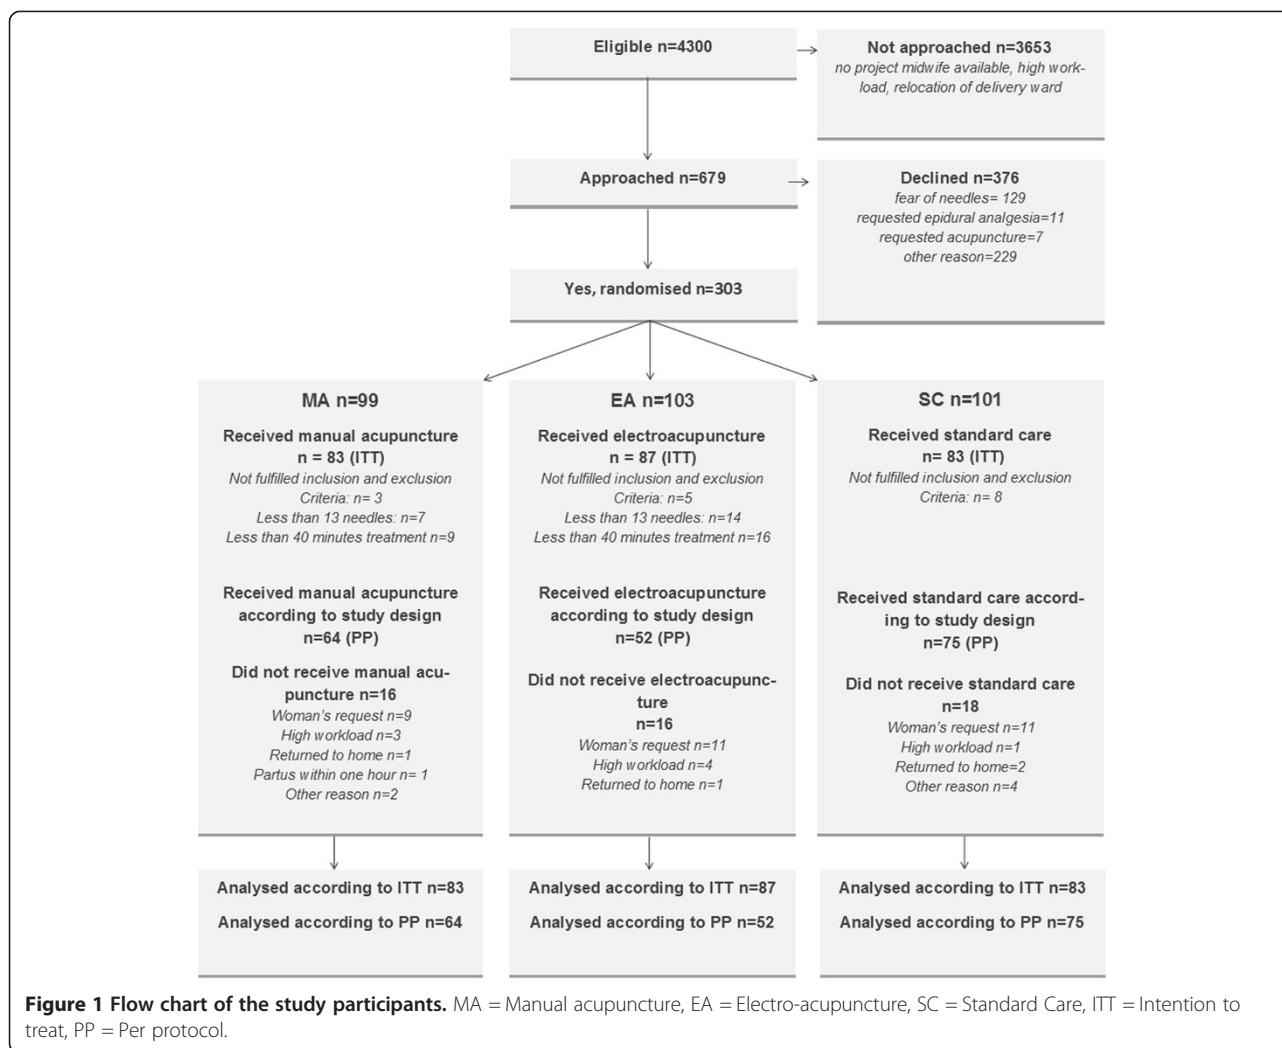 Eligible n=4300
Not approached n=3653
no project midwife available, high work-
load, relocation of delivery ward
Approached n=679
Declined n=376
fear of needles= 129
requested epidural analgesia=11
requested acupuncture=7
other reason=229
Yes, randomised n=303
MA n=99
Received manual acupuncture
n = 83 (ITT)
Not fulfilled inclusion and exclusion
Criteria: n= 3
Less than 13 needles: n=7
Less than 40 minutes treatment n=9
Received manual acupuncture
according to study design
n=64 (PP)
Did not receive manual acu-
puncture n=16
Woman's request n=9
High workload n=3
Returned to home n=1
Partus within one hour n= 1
Other reason n=2
EA n=103
Received electroacupuncture
n = 87 (ITT)
Not fulfilled inclusion and exclusion
Criteria: n=5
Less than 13 needles: n=14
Less than 40 minutes treatment n=16
Received electroacupuncture
according to study design
n=52 (PP)
Did not receive electroacupunc-
ture
n=16
Woman's request n=11
High workload n=4
Returned to home n=1
SC n=101
Received standard care
n= 83 (ITT)
Not fulfilled inclusion and exclusion
Criteria: n= 8
Received standard care accord-
ing to study design
n=75 (PP)
Did not receive standard care
n=18
Woman's request n=11
High workload n=1
Returned to home=2
Other reason n=4
Analysed according to ITT n=83
Analysed according to PP n=64
Analysed according to ITT n=87
Analysed according to PP n=52
Analysed according to ITT n=83
Analysed according to PP n=75
Figure 1 Flow chart of the study participants. MA = Manual acupuncture, EA = Electro-acupuncture, SC = Standard Care, ITT = Intention to
treat, PP = Per protocol.